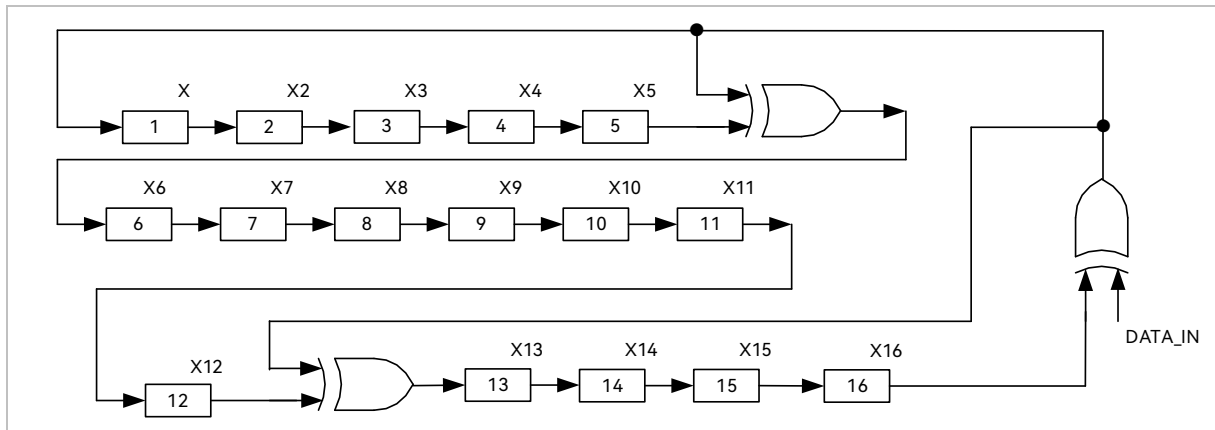 X X2 X3 X4 X5
1 2 3 4 5
X6 X7 X8 X9 X10 X11
6 7 8 9 10 11
DATA_IN
X12 X13 X14 X15 X16
12 13 14 15 16